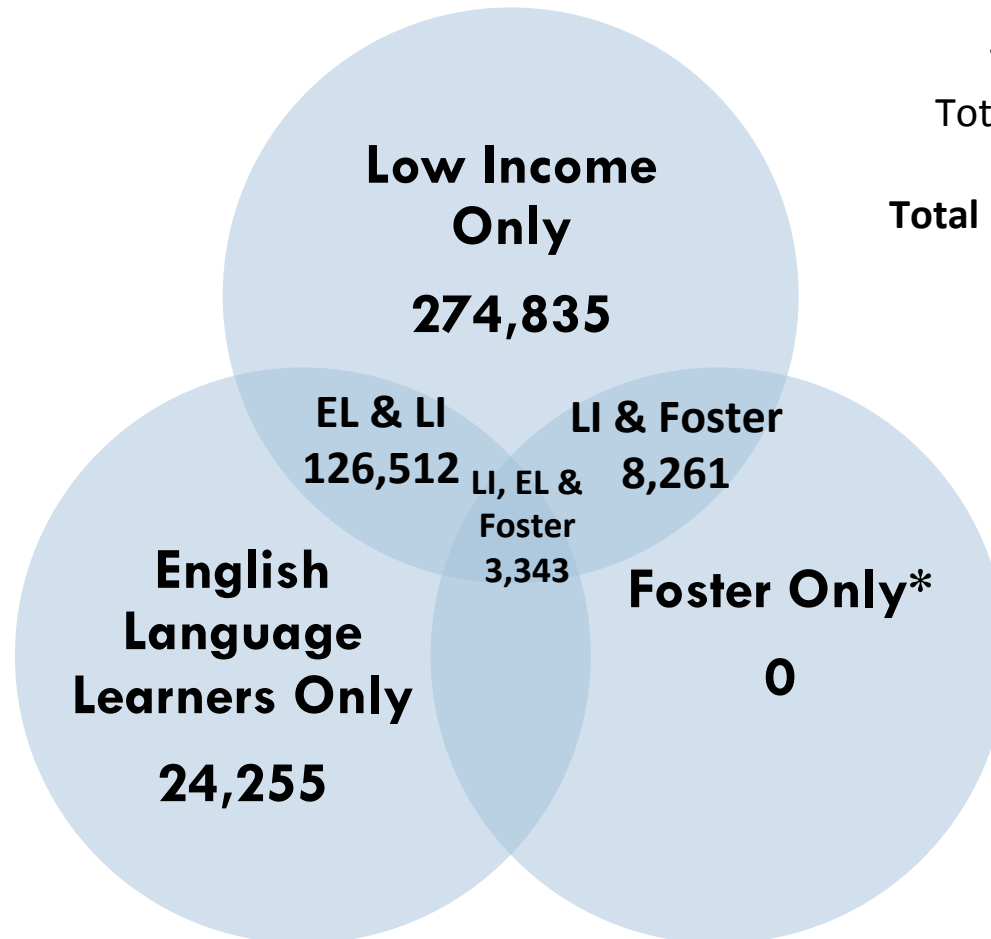 Total
Low Income
Only
274,835
EL & LI
126,512
LI & Foster
8,261
LI, EL &
Foster
3,343
English
Language
Learners Only
24,255
Foster Only*
0